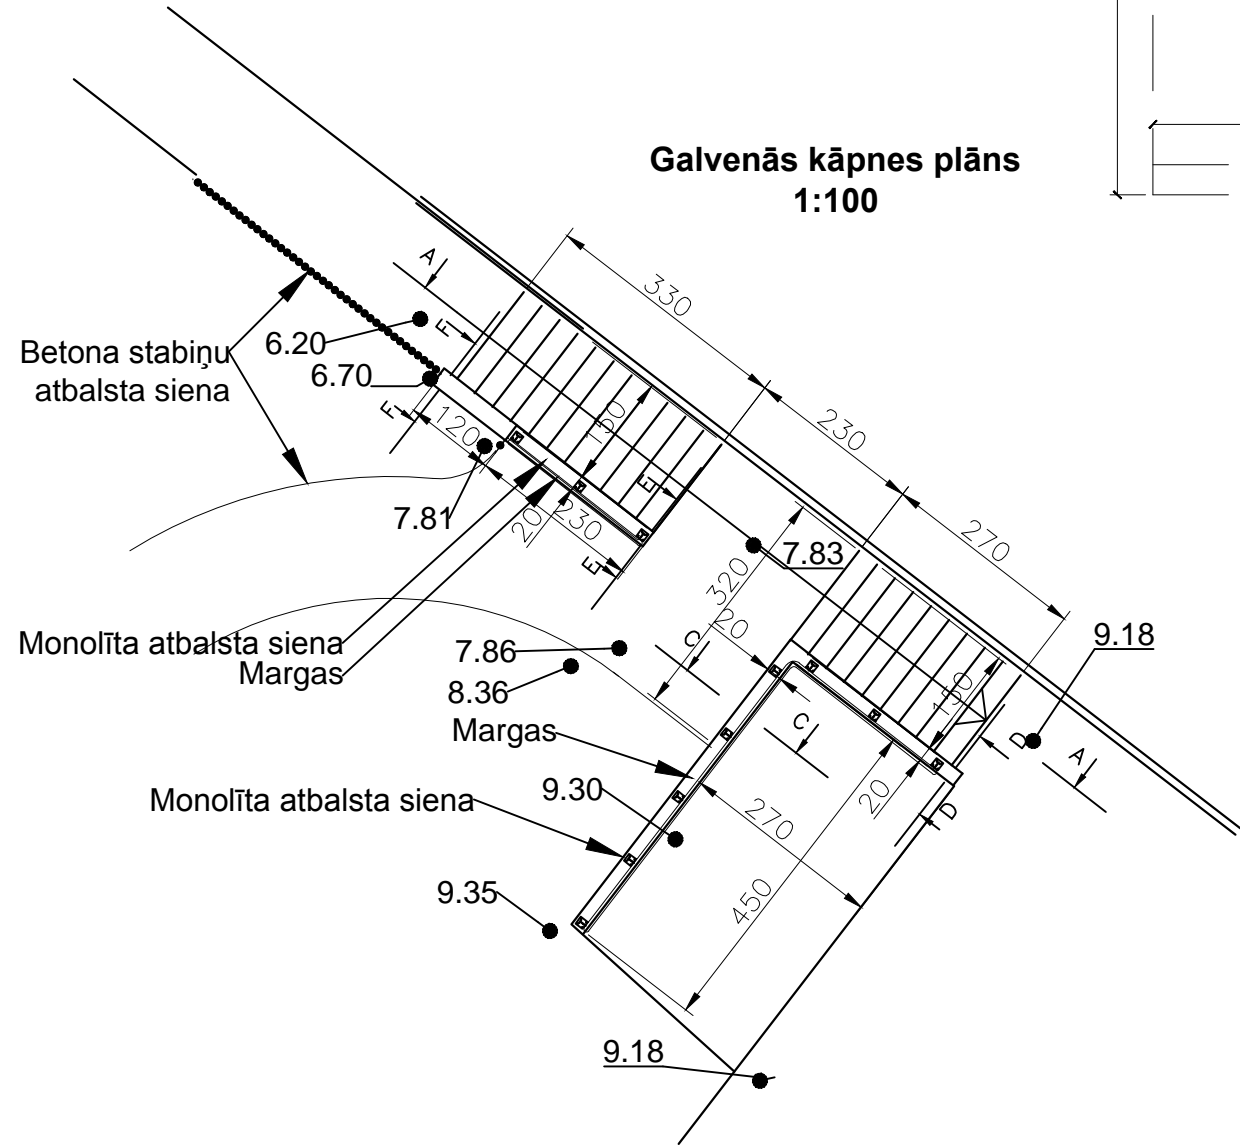 Galvenās kāpnes plāns
1:100
330
A
F
6.20
Betona stabiņu
atbalsta siena
6.70
F
120
150
230
E
7.81
20
230
E
270
7.83
320
20
C
Monolīta atbalsta siena
Margas
7.86
8.36
9.18
150
Margas
C
D
A
Monolīta atbalsta siena
9.30
270
20
D
9.35
450
9.18